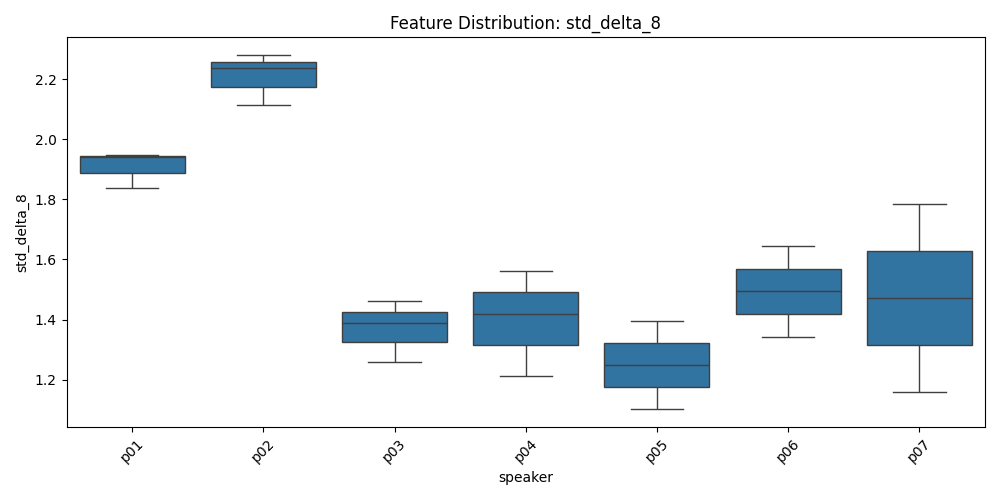 Feature Distribution: std_delta_8
std_delta_8
2.2
2.0
1.8
1.6
1.4
1.2
p01
p02
p03
p04
p05
p06
p07
speaker